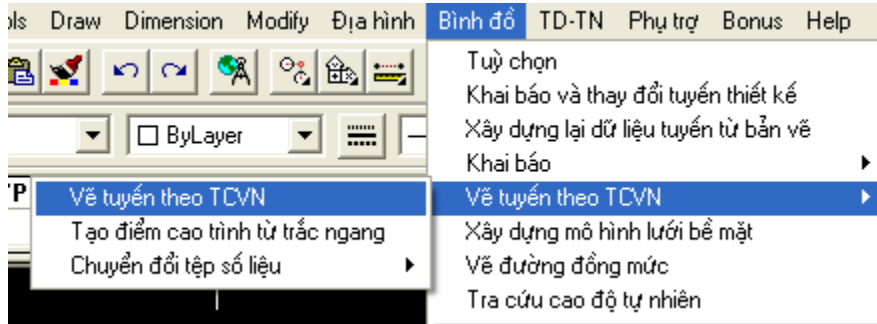 ols Draw Dimension Modify Địa hình Bình đồ TD-TN Phụ trợ Bonus Help
Tuỳ chọn
Khai báo và thay đổi tuyến thiết kế
ByLayer
Xây dựng lại dữ liệu tuyến từ bản vẽ
Khai báo
TP
Vẽ tuyến theo TCVN
Vẽ tuyến theo TCVN
Tạo điểm cao trình từ trắc ngang
Xây dựng mô hình lưới bề mặt
Chuyển đổi tệp số liệu
Vẽ đường đồng mức
Tra cứu cao độ tự nhiên